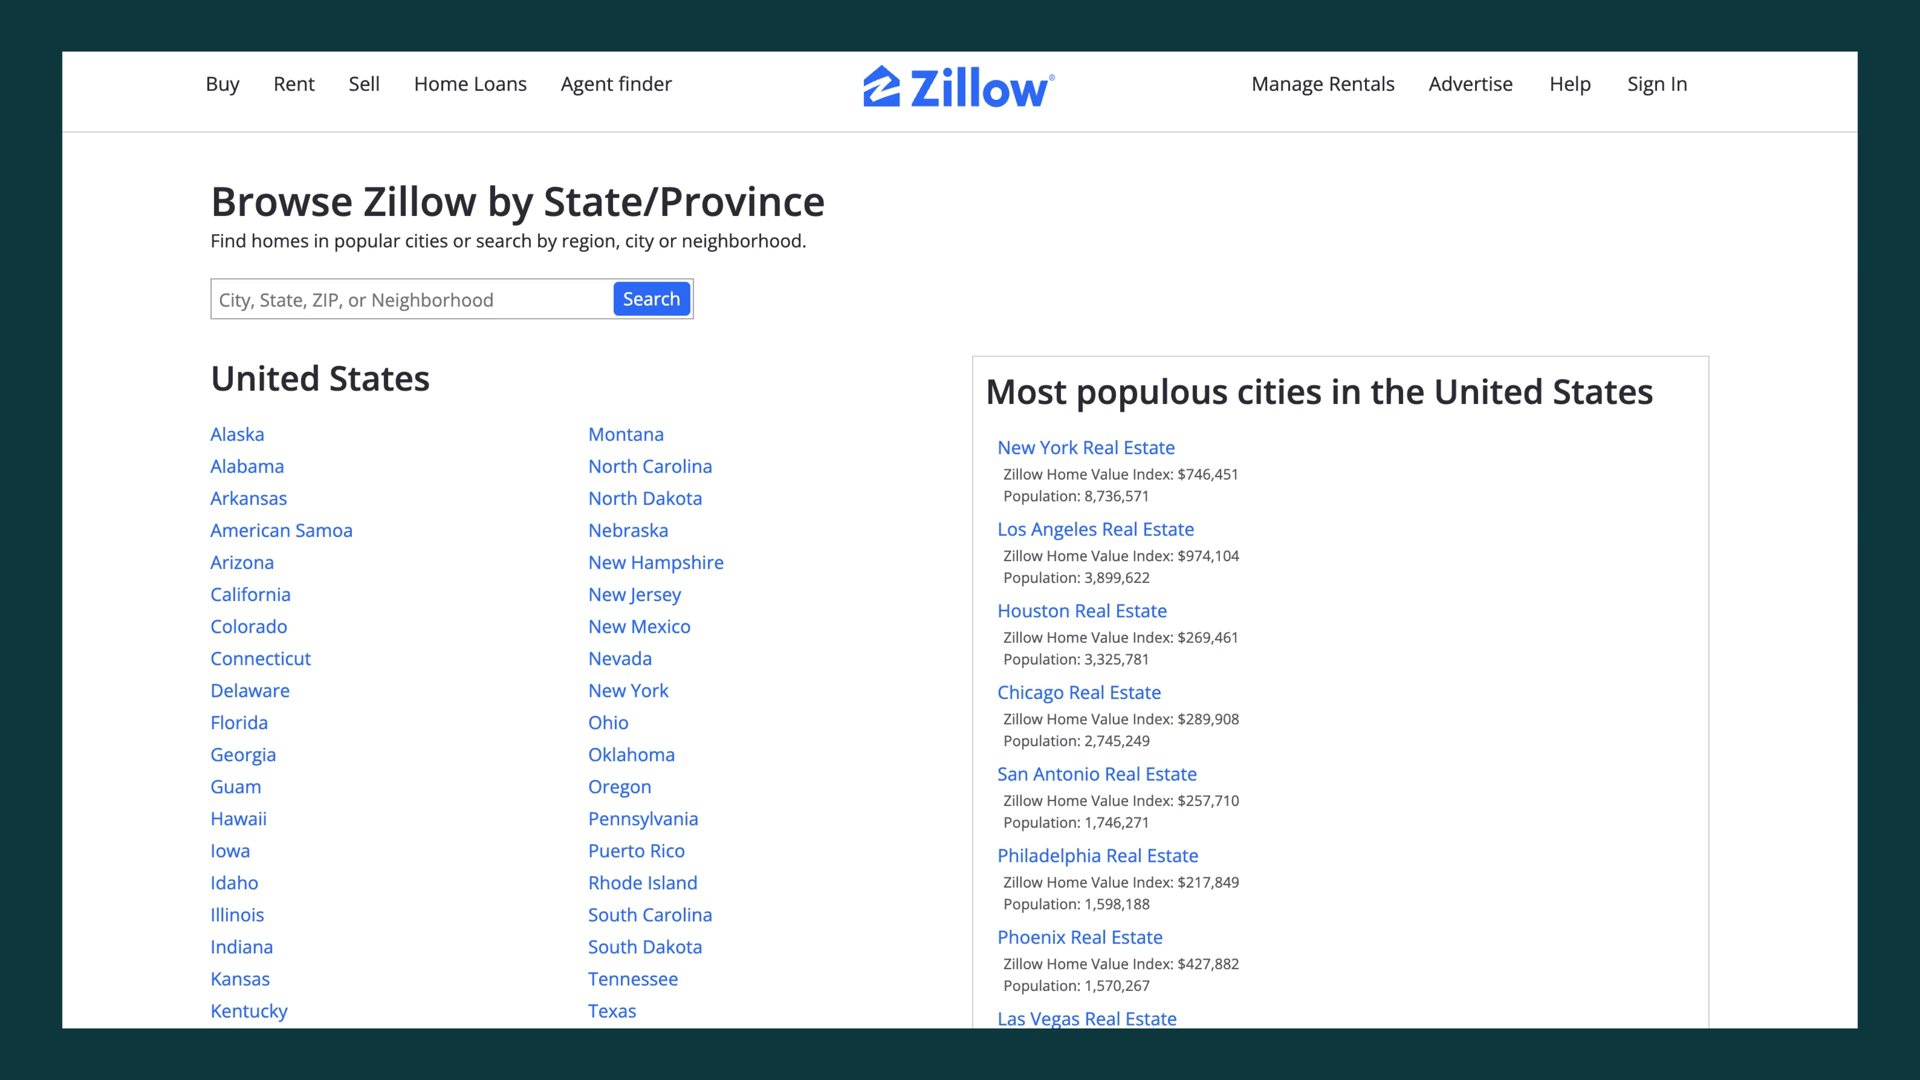 Buy Rent Sell Home Loans Agent finder Zillow® Manage Rentals Advertise Help Sign In
Browse Zillow by State/Province
Find homes in popular cities or search by region, city or neighborhood.
City, State, ZIP, or Neighborhood Search
United States
Alaska
Alabama
Arkansas
American Samoa
Arizona
California
Colorado
Connecticut
Delaware
Florida
Georgia
Guam
Hawaii
Iowa
Idaho
Illinois
Indiana
Kansas
Kentucky
Montana
North Carolina
North Dakota
Nebraska
New Hampshire
New Jersey
New Mexico
Nevada
New York
Ohio
Oklahoma
Oregon
Pennsylvania
Puerto Rico
Rhode Island
South Carolina
South Dakota
Tennessee
Texas
Most populous cities in the United States
New York Real Estate
Zillow Home Value Index: $746,451
Population: 8,736,571
Los Angeles Real Estate
Zillow Home Value Index: $974,104
Population: 3,899,622
Houston Real Estate
Zillow Home Value Index: $269,461
Population: 3,325,781
Chicago Real Estate
Zillow Home Value Index: $289,908
Population: 2,745,249
San Antonio Real Estate
Zillow Home Value Index: $257,710
Population: 1,746,271
Philadelphia Real Estate
Zillow Home Value Index: $217,849
Population: 1,598,188
Phoenix Real Estate
Zillow Home Value Index: $427,882
Population: 1,570,267
Las Vegas Real Estate